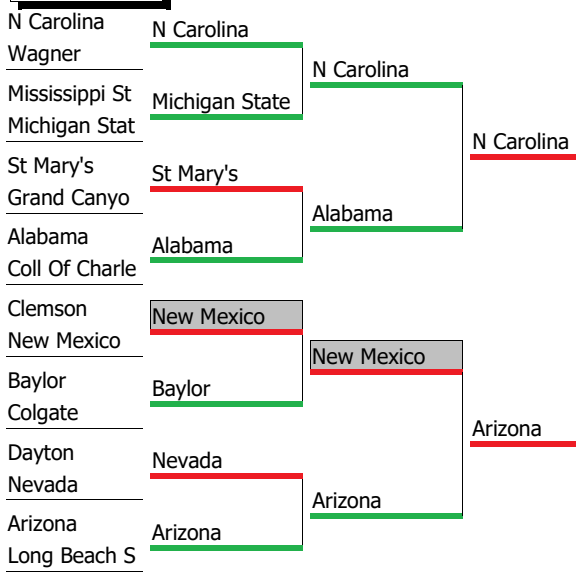 N Carolina
Wagner
Mississippi St
Michigan Stat
St Mary's
Grand Canyo
Alabama
Coll Of Charle
Clemson
New Mexico
Baylor
Colgate
Dayton
Nevada
Arizona
Long Beach S
N Carolina
Michigan State
St Mary's
Alabama
New Mexico
Baylor
Nevada
Arizona
N Carolina
Alabama
New Mexico
Arizona
N Carolina
Arizona